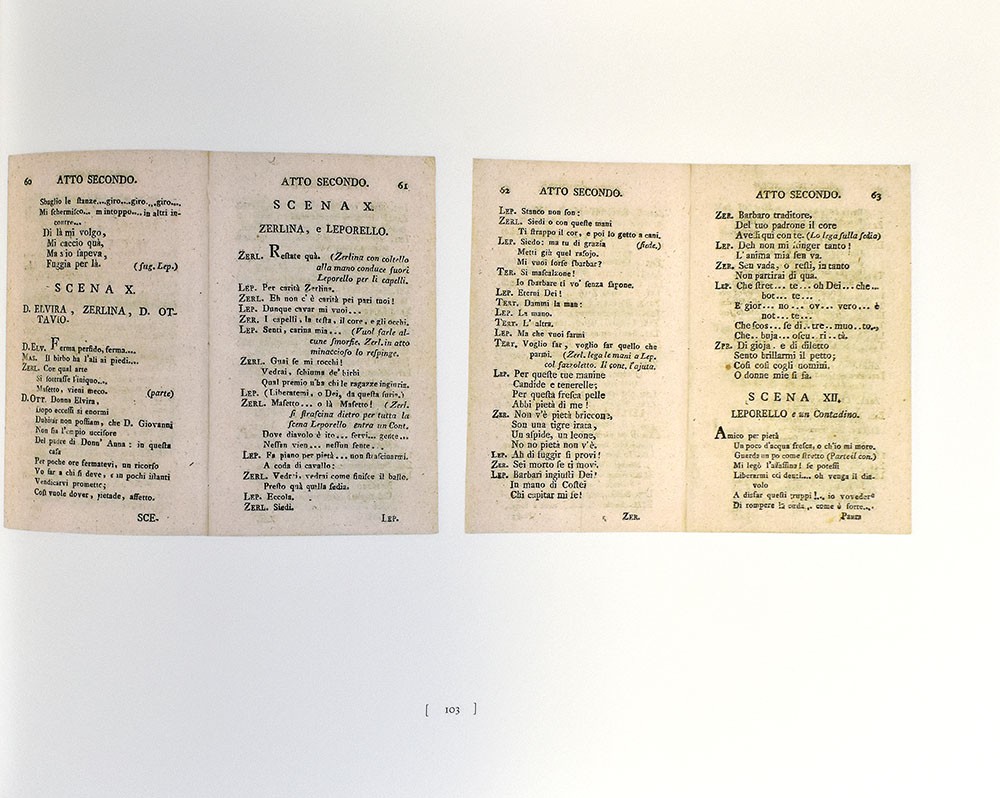 60 ATTO SECONDO.
Sbaglio le stanze....giro....giro....giro....
Mi schermisco... m'intoppo.... in altri in-
contro....
Di là mi volgo,
Mi caccio quà,
Ma s'io sapeva,
Fuggia per là. (fug. Lep.)
SCENA X.
D. ELVIRA, ZERLINA, D. OT-
TAVIO.
D.ELV. Ferma perfido, ferma....
MAS. Il birbo ha l'ali ai piedi....
ZERL. Con qual arte
Si sottrasse l'iniquo...
Masetto, vieni meco. (parte)
D.OTT. Donna Elvira,
Dopo eccessi sì enormi
Dubitar non possiam, che D. Giovanni
Non sia l'empio uccisore
Del padre di Donn' Anna: in questa
casa
Per poche ore fermatevi, un ricorso
Vo far a chi si deve, e in pochi istanti
Vendicarvi prometto;
Così vuole dover, pietade, affetto.
SCE-
ATTO SECONDO. 61
SCENA X.
ZERLINA, e LEPORELLO.
ZERL. Restate quà. (Zerlina con coltello
alla mano conduce fuori
Leporello per li capelli.
LEP. Per carità Zerlina.
ZERL. Eh non c'è carità pei pari tuoi!
LEP. Dunque cavar mi vuoi...
ZER. I capelli, la testa, il core, e gli occhi.
LEP. Senti, carina mia... (Vuol farle al-
cune smorfie. Zerl. in atto
minaccioso lo respinge.
ZERL. Guai se mi tocchi!
Vedrai, schiuma de' birbi
Qual premio n'ha chi le ragazze ingiuria.
LEP. (Liberatemi, o Dei, da questa furia.)
ZERL. Masetto... o là Masetto! (Zerl.
si strascina dietro per tutta la
scena Leporello entra un Cont.
Dove diavolo è ito... servi... gente...
Nessun vien... nessun sente.
LEP. Fa piano per pietà... non strascinarmi.
A coda di cavallo:
ZERL. Vedrai, vedrai come finisce il ballo.
Presto quà quella sedia.
LEP. Eccola.
ZERL. Siedi.
LEP.
62 ATTO SECONDO.
LEP. Stanco non son:
ZERL. Siedi o con queste mani
Ti strappo il cor, e poi lo getto a cani.
LEP. Siedo: ma tu di grazia (siede.)
Metti giù quel rasojo.
Mi vuoi forse sbarbar?
TER. Si mascalzone!
Io sbarbare ti vo' senza sapone.
LEP. Eterni Dei!
TERT. Dammi la man:
LEP. La mano.
TERT. L' altra.
LEP. Ma che vuoi farmi
TERT. Voglio far, voglio far quello che
parmi. (Zerl. lega le mani a Lep.
col fazzoletto. Il cont. l'ajuta.
LEP. Per queste tue manine
Candide e tenerelle;
Per questa fresca pelle
Abbi pietà di me!
ZER. Non v'è pietà briccone,
Son una tigre irata,
Un aspide, un leone,
No no pietà non v'è.
LEP. Ah di fuggir si provi!
ZER. Sei morto se ti movi.
LEP. Barbari ingiusti Dei!
In mano di Costei
Chi capitar mi fe!
ZER.
ATTO SECONDO. 63
ZER. Barbaro traditore.
Del tuo padrone il core
Avessi qui con te. (Lo lega sulla sedia)
LEP. Deh non mi stinger tanto!
L'anima mia sen va.
ZER. Sen vada, o resti, in tanto
Non partirai di qua.
LEP. Che stret... te... oh Dei... che...
bot... te...
E gior... no... ov... vero... è
not... te...
Che scos... se di.. tre.. muo..to..,
Che.. buja... oscu.. ri.. tà.
ZER. Di gioja. e di diletto
Sento brillarmi il petto;
Così così cogli uomini.
O donne mie si fa.
SCENA XII.
LEPORELLO e un Contadino.
Amico per pietà
Un poco d'acqua fresca, o ch'io mi moro.
Guarda un po come stretto (Parte il con.)
Mi legò l'assassina! se potessi
Liberarmi coi denti.... oh venga il dia-
volo
A disfar questi gruppi!.. io vo vedere
Di rompere la corda.. come è forte...
Paura
[ 103 ]